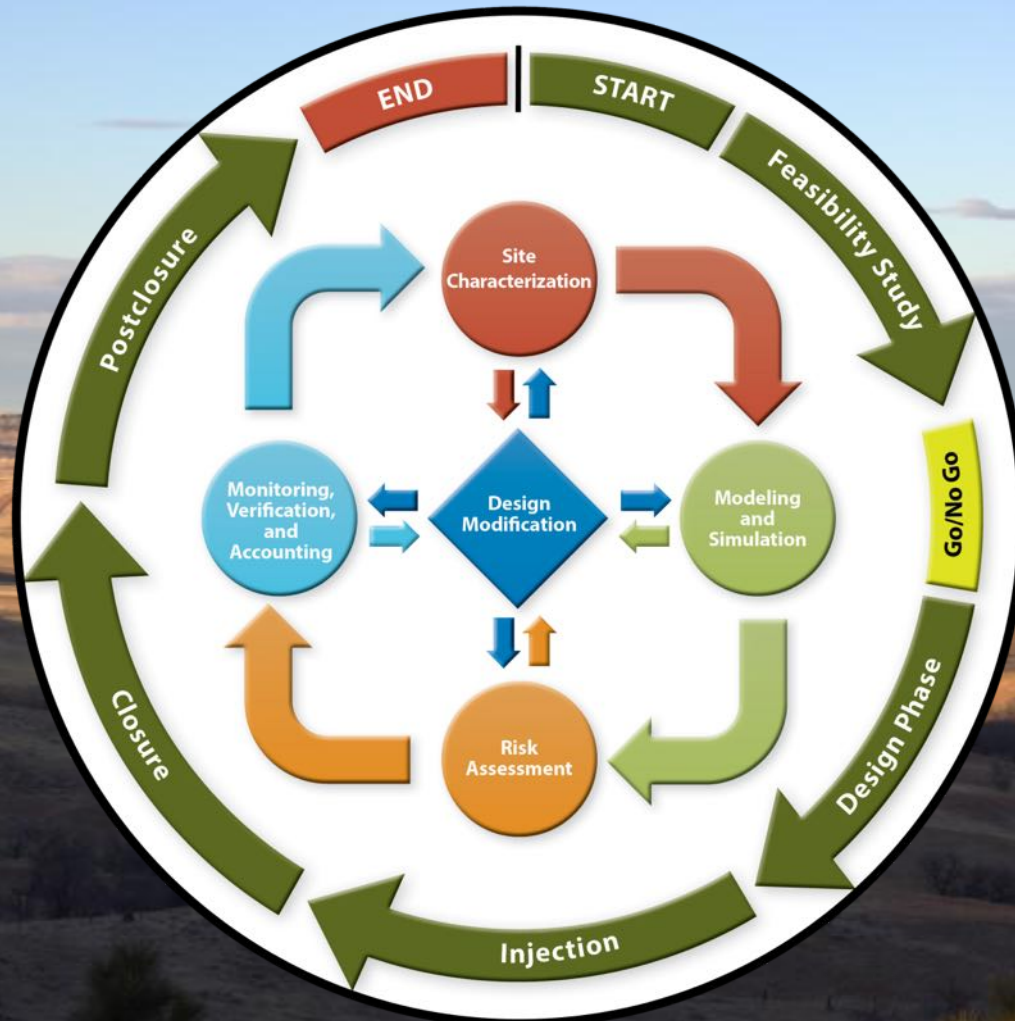 END
START
Feasibility Study
Go/No Go
Design Phase
Injection
Closure
Postclosure
Site
Characterization
Modeling
and
Simulation
Risk
Assessment
Monitoring,
Verification,
and
Accounting
Design
Modification